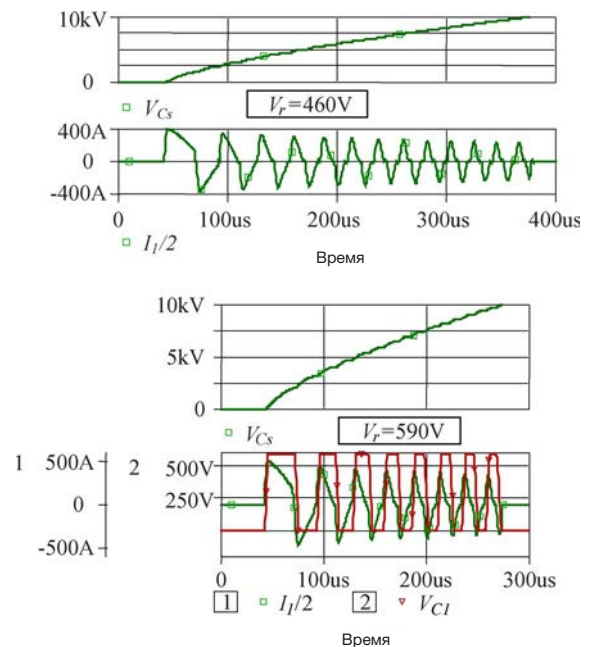 10kV
0
V_Cs
V_r=460V
400A
0
-400A
0 100us 200us 300us 400us
I_1/2
Время
10kV
5kV
0
V_Cs
V_r=590V
1 500A 2 500V
0 250V
-500A
0 100us 200us 300us
1 I_1/2 2 V_C1
Время